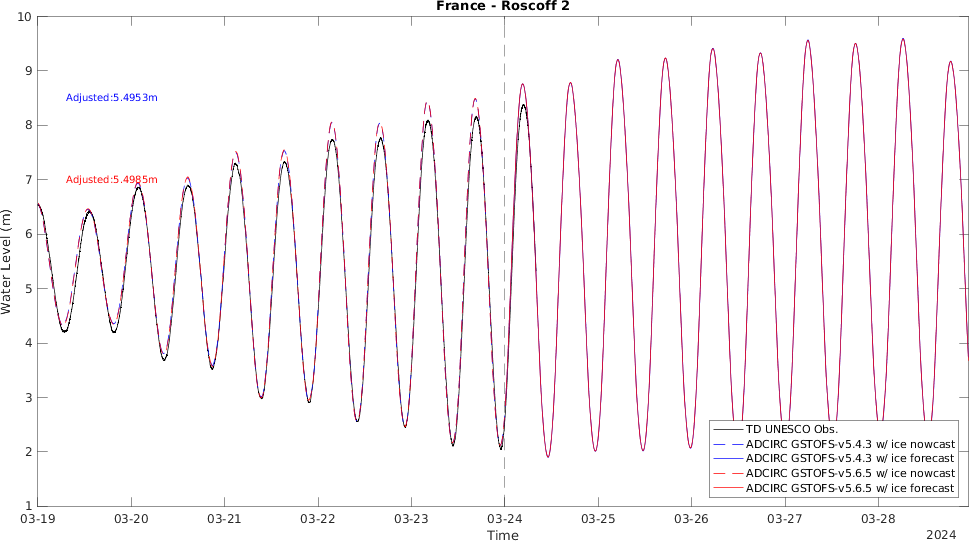 France - Roscoff 2
10
9
8
7
6
5
4
3
2
1
Water Level (m)
Adjusted:5.4953m
Adjusted:5.4985m
TD UNESCO Obs.
ADCIRC GSTOFS-v5.4.3 w/ ice nowcast
ADCIRC GSTOFS-v5.4.3 w/ ice forecast
ADCIRC GSTOFS-v5.6.5 w/ ice nowcast
ADCIRC GSTOFS-v5.6.5 w/ ice forecast
03-19 03-20 03-21 03-22 03-23 03-24 03-25 03-26 03-27 03-28
Time
2024